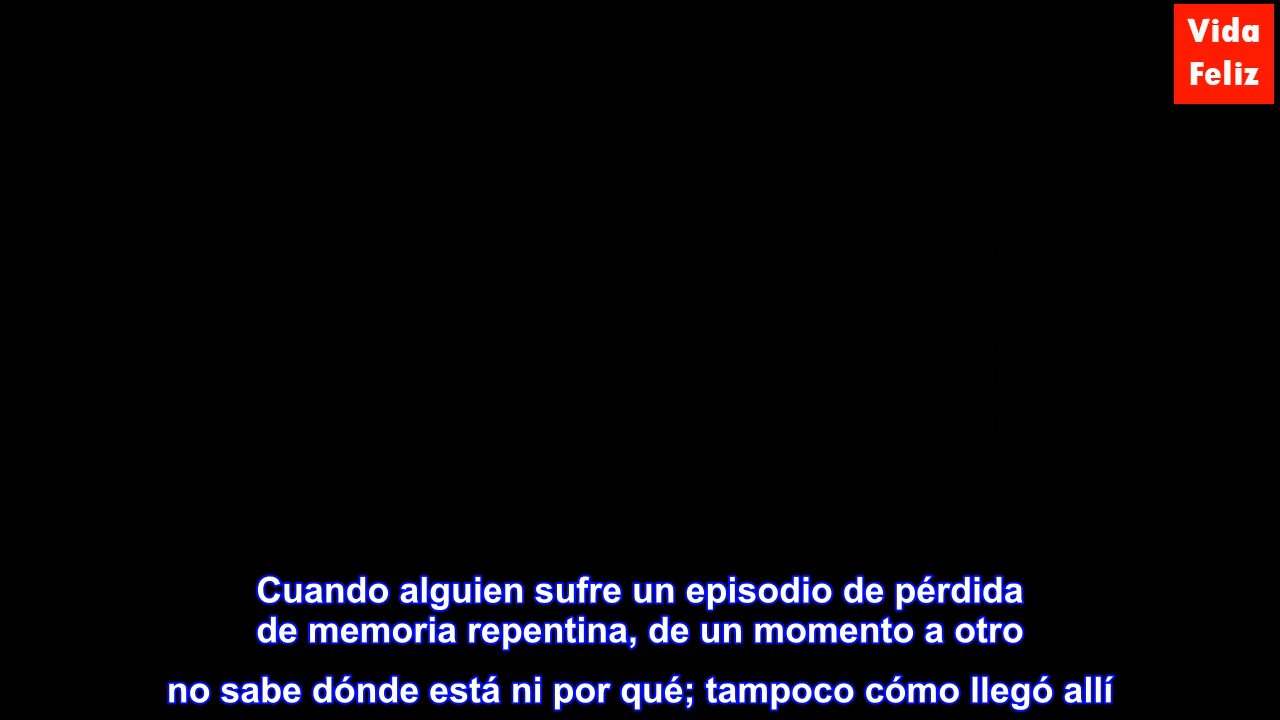 Vida
Feliz
Cuando alguien sufre un episodio de pérdida
de memoria repentina, de un momento a otro
no sabe dónde está ni por qué; tampoco cómo llegó allí